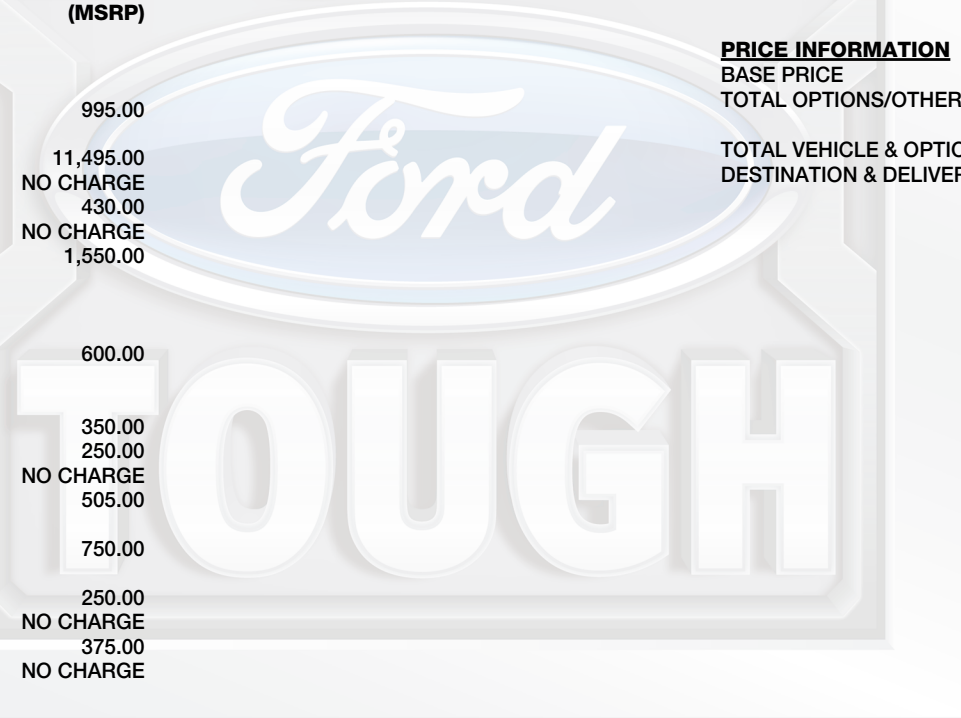 (MSRP)
995.00
11,495.00
NO CHARGE
430.00
NO CHARGE
1,550.00
600.00
350.00
250.00
NO CHARGE
505.00
750.00
250.00
NO CHARGE
375.00
NO CHARGE
PRICE INFORMATION
BASE PRICE
TOTAL OPTIONS/OTHER
TOTAL VEHICLE & OPTIO
DESTINATION & DELIVER
Ford
TOUGH